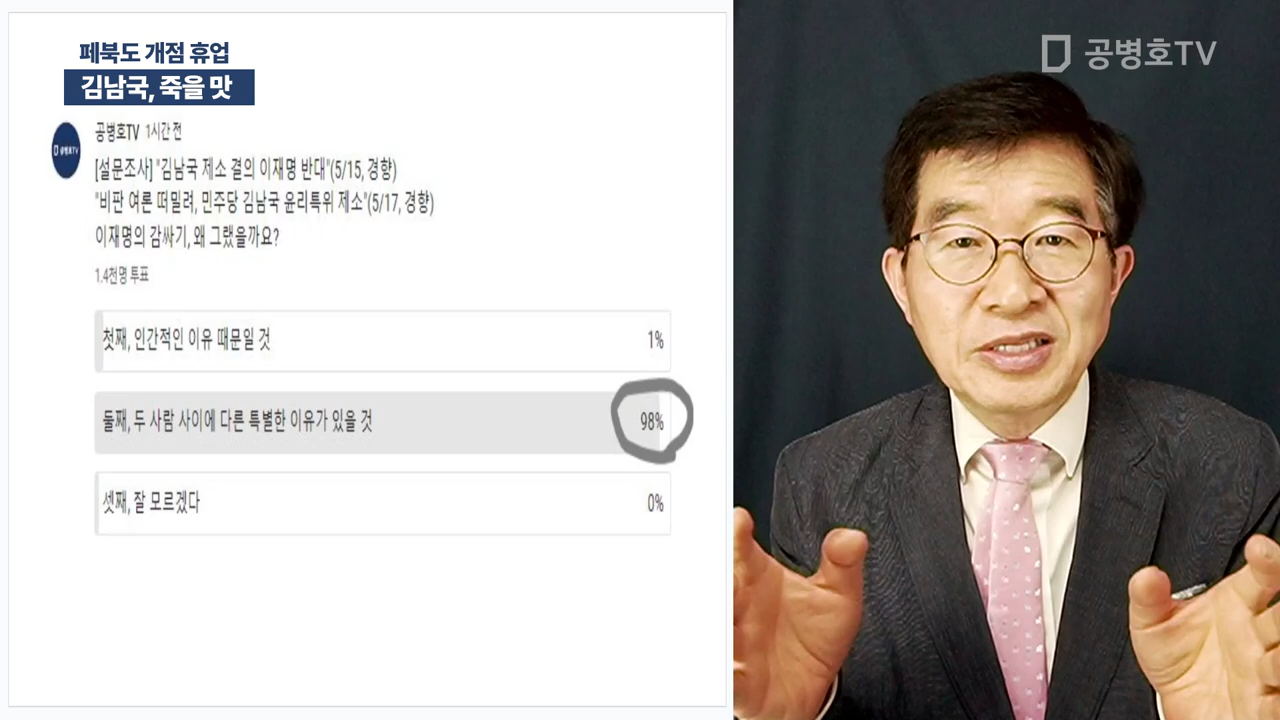 페북도 개점 휴업
김남국, 죽을 맛
공병호TV
공병호TV 1시간 전
[설문조사] "김남국 제소 결의 이재명 반대"(5/15, 경향)
"비판 여론 떠밀려, 민주당 김남국 윤리특위 제소"(5/17, 경향)
이재명의 감싸기, 왜 그랬을까요?
1.4천명 투표
첫째, 인간적인 이유 때문일 것 1%
둘째, 두 사람 사이에 다른 특별한 이유가 있을 것 98%
셋째, 잘 모르겠다 0%
공병호TV